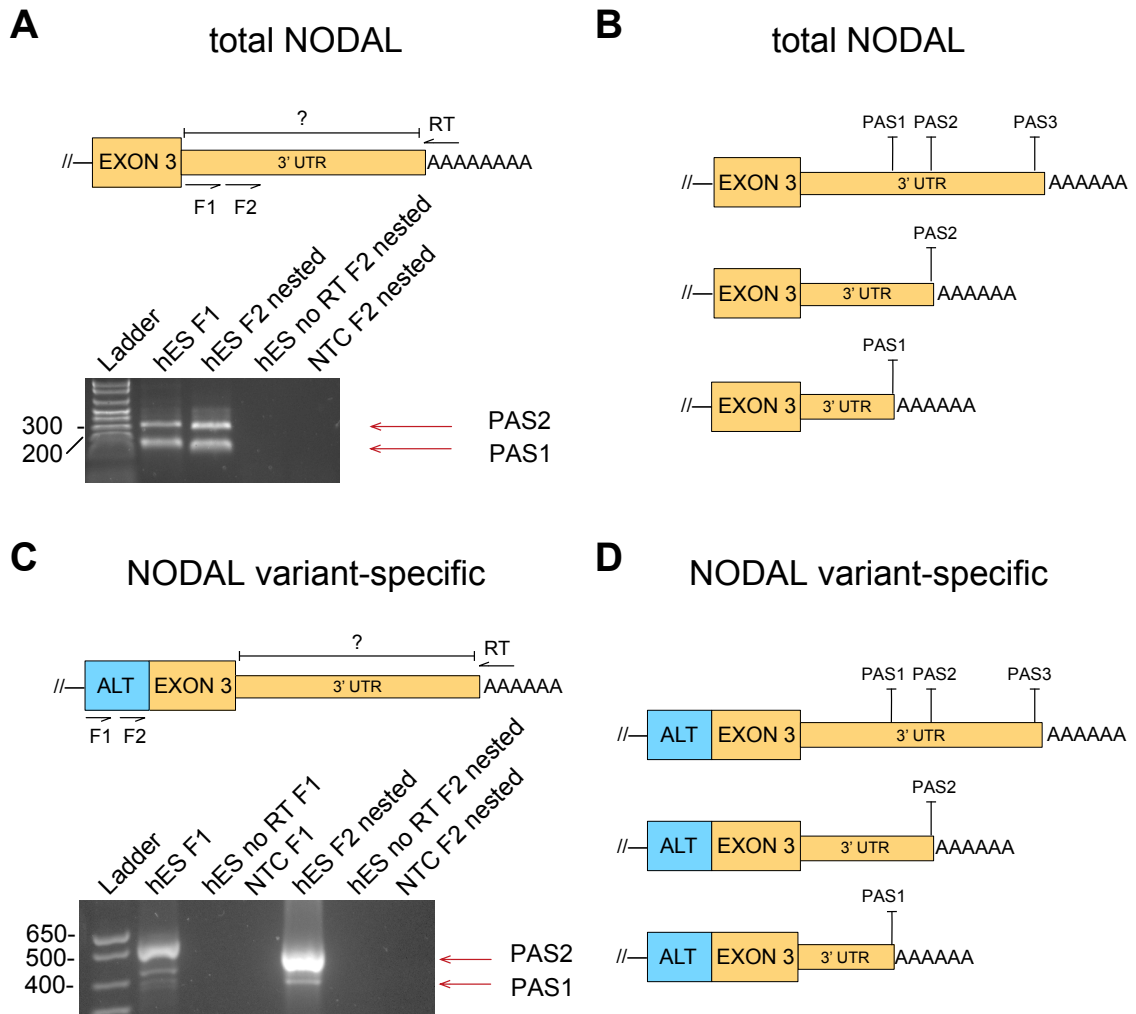 A
total NODAL
?
RT
//
EXON 3
3' UTR
AAAAAAAA
F1
F2
Ladder
hES F1
hES F2 nested
hES no RT F2 nested
NTC F2 nested
300 -
200
PAS2
PAS1
B
total NODAL
PAS1 PAS2 PAS3
// EXON 3 3' UTR AAAAAA
PAS2
// EXON 3 3' UTR AAAAAA
PAS1
// EXON 3 3' UTR AAAAAA
C
NODAL variant-specific
?
RT
// ALT EXON 3 3' UTR AAAAAA
F1 F2
Ladder
hES F1
hES no RT F1
NTC F1
hES F2 nested
hES no RT F2 nested
NTC F2 nested
650-
500-
400-
PAS2
PAS1
D
NODAL variant-specific
PAS1 PAS2 PAS3
// ALT EXON 3 3' UTR AAAAAA
PAS2
// ALT EXON 3 3' UTR AAAAAA
PAS1
// ALT EXON 3 3' UTR AAAAAA